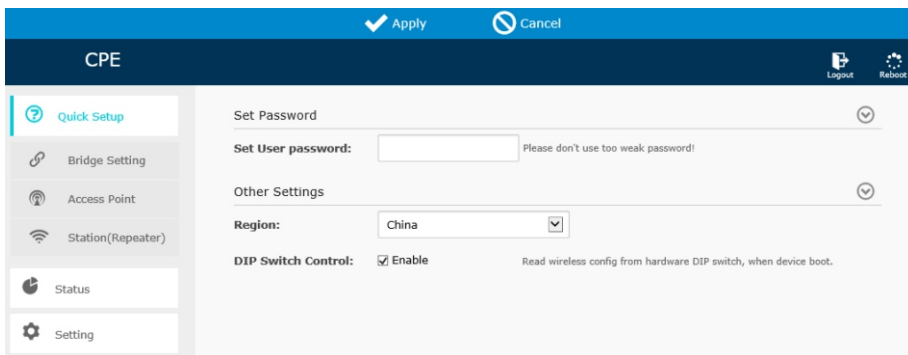 Apply
Cancel
CPE
Logout
Reboot
Quick Setup
Bridge Setting
Access Point
Station(Repeater)
Status
Setting
Set Password
Set User password:
Please don't use too weak password!
Other Settings
Region:
China
DIP Switch Control:
Enable
Read wireless config from hardware DIP switch, when device boot.